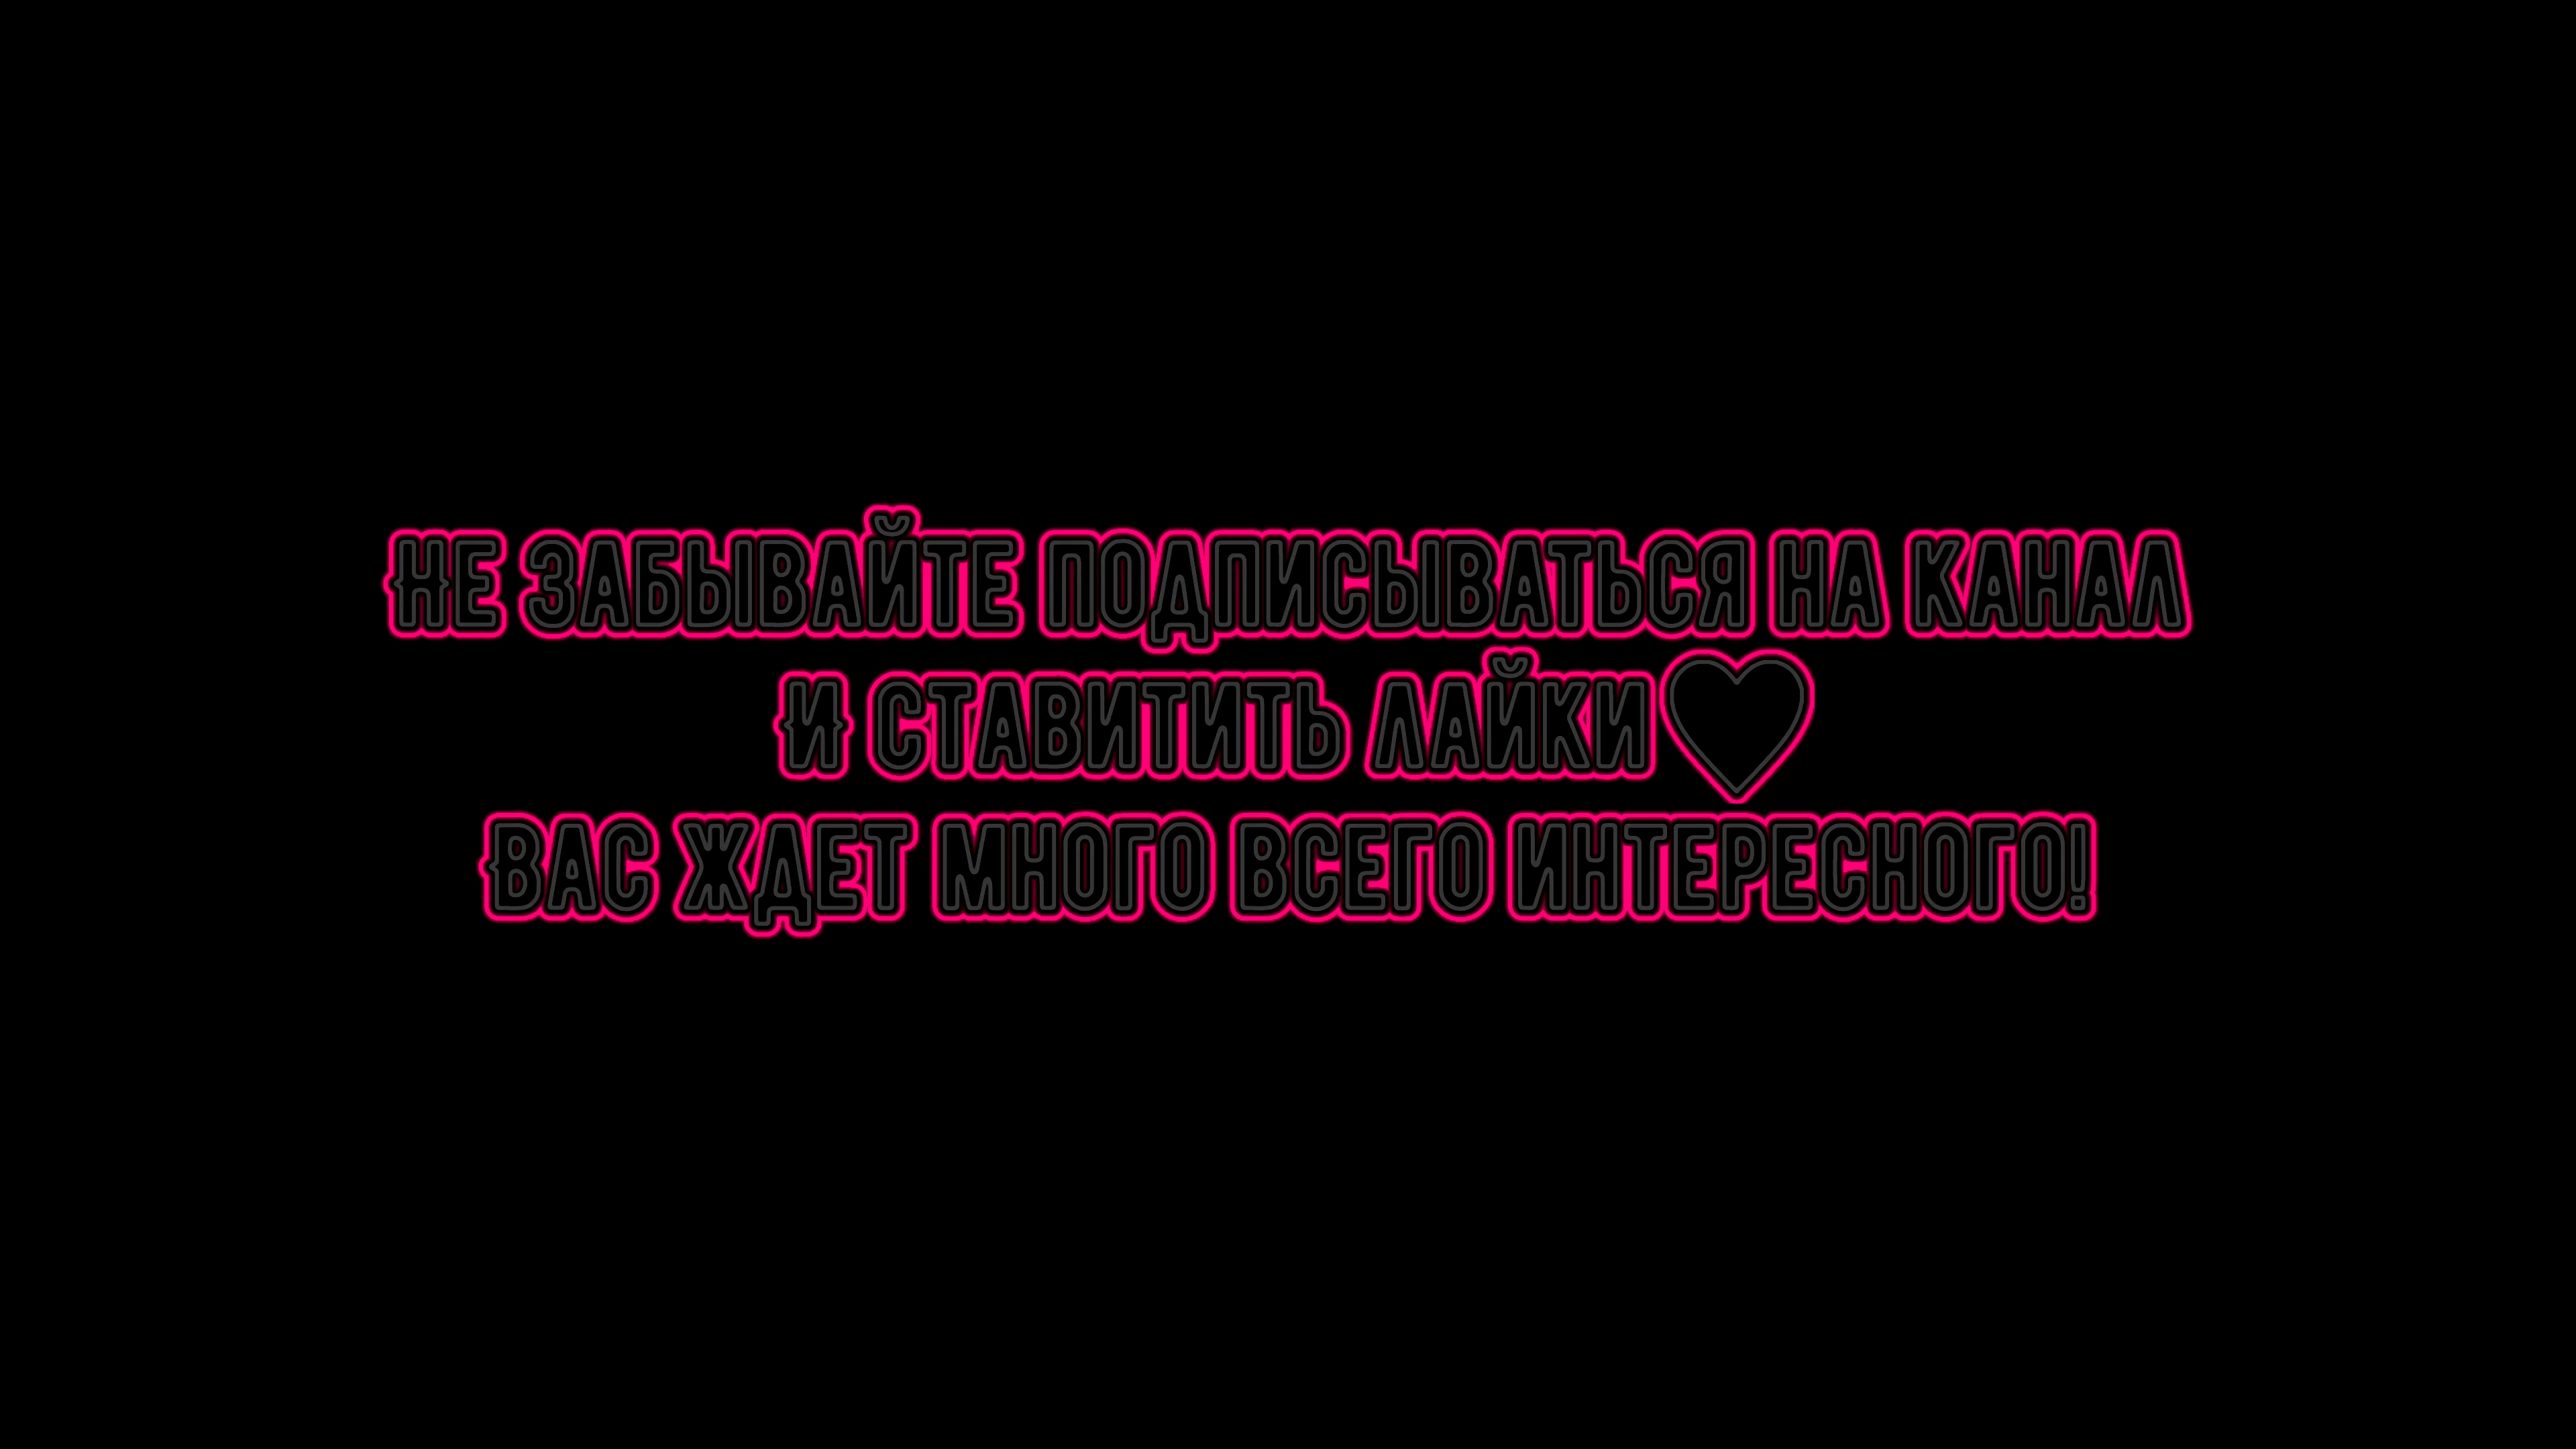 Не забывайте подписываться на канал
И ставитить лайки♥
Вас ждет много всего интересного!